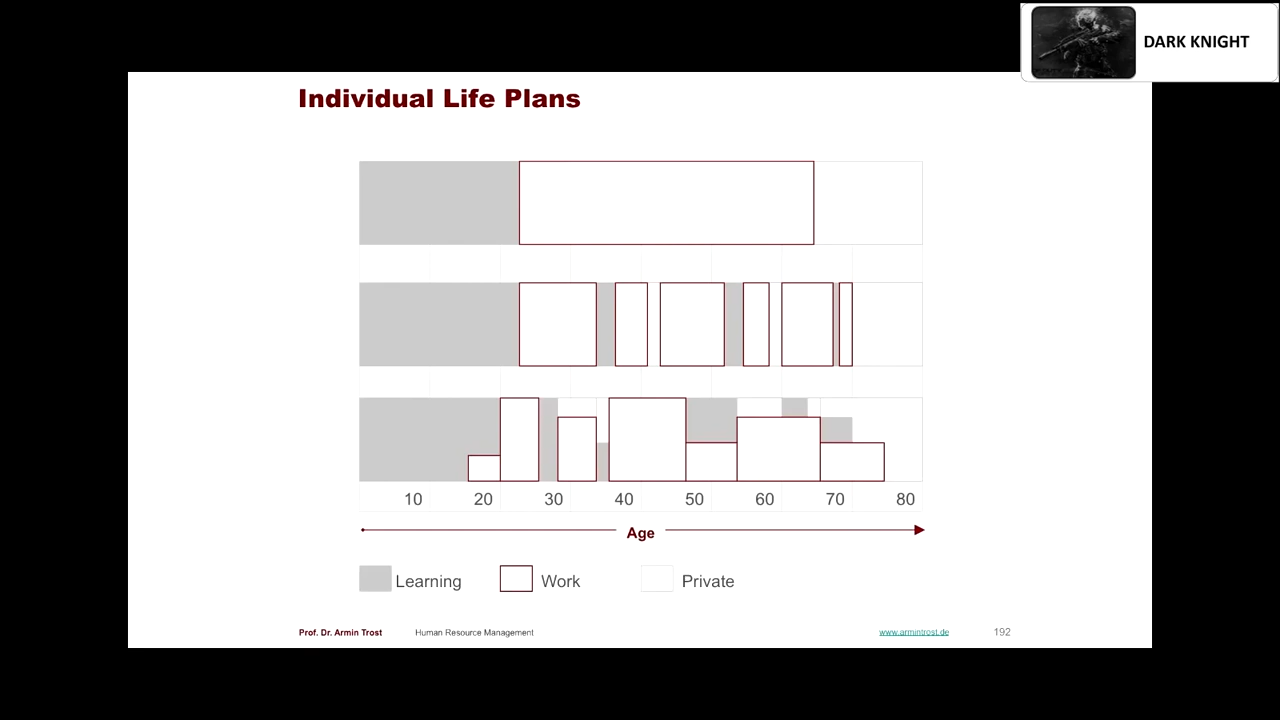 DARK KNIGHT
Individual Life Plans
10 20 30 40 50 60 70 80
Age
Learning Work Private
Prof. Dr. Armin Trost Human Resource Management www.armintrost.de 192